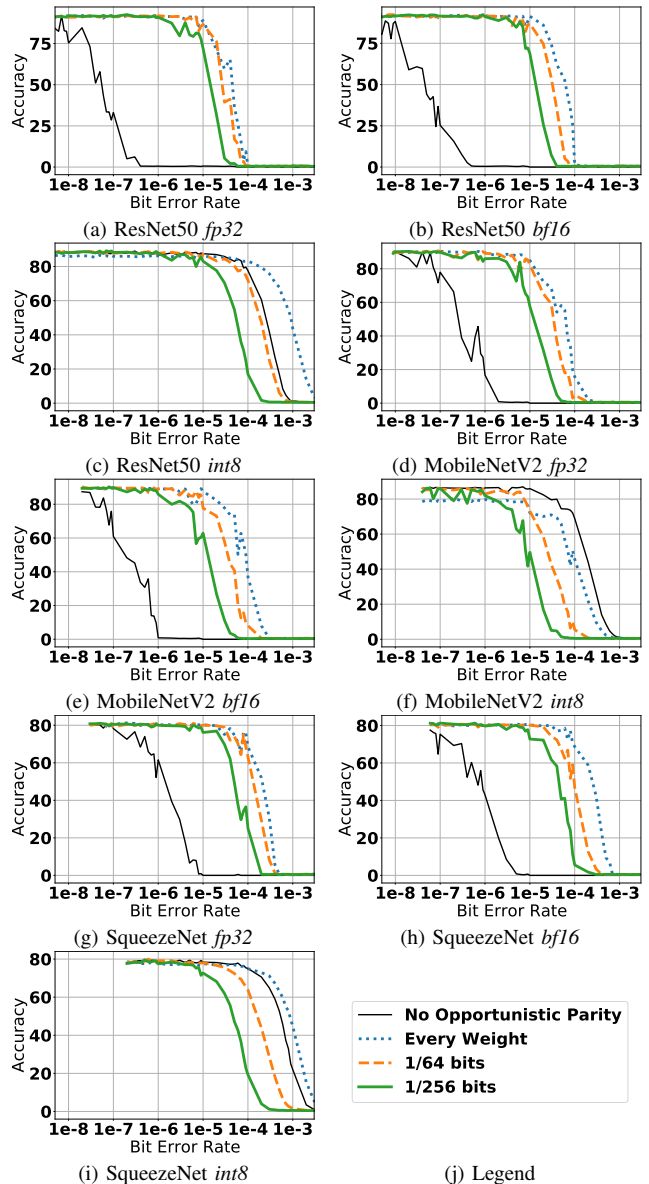 Accuracy
75
50
25
0
1e-8 1e-7 1e-6 1e-5 1e-4 1e-3
Bit Error Rate
(a) ResNet50 fp32
Accuracy
75
50
25
0
1e-8 1e-7 1e-6 1e-5 1e-4 1e-3
Bit Error Rate
(b) ResNet50 bf16
Accuracy
80
60
40
20
0
1e-8 1e-7 1e-6 1e-5 1e-4 1e-3
Bit Error Rate
(c) ResNet50 int8
Accuracy
80
60
40
20
0
1e-8 1e-7 1e-6 1e-5 1e-4 1e-3
Bit Error Rate
(d) MobileNetV2 fp32
Accuracy
80
60
40
20
0
1e-8 1e-7 1e-6 1e-5 1e-4 1e-3
Bit Error Rate
(e) MobileNetV2 bf16
Accuracy
80
60
40
20
0
1e-8 1e-7 1e-6 1e-5 1e-4 1e-3
Bit Error Rate
(f) MobileNetV2 int8
Accuracy
80
60
40
20
0
1e-8 1e-7 1e-6 1e-5 1e-4 1e-3
Bit Error Rate
(g) SqueezeNet fp32
Accuracy
80
60
40
20
0
1e-8 1e-7 1e-6 1e-5 1e-4 1e-3
Bit Error Rate
(h) SqueezeNet bf16
Accuracy
80
60
40
20
0
1e-8 1e-7 1e-6 1e-5 1e-4 1e-3
Bit Error Rate
(i) SqueezeNet int8
No Opportunistic Parity
Every Weight
1/64 bits
1/256 bits
(j) Legend